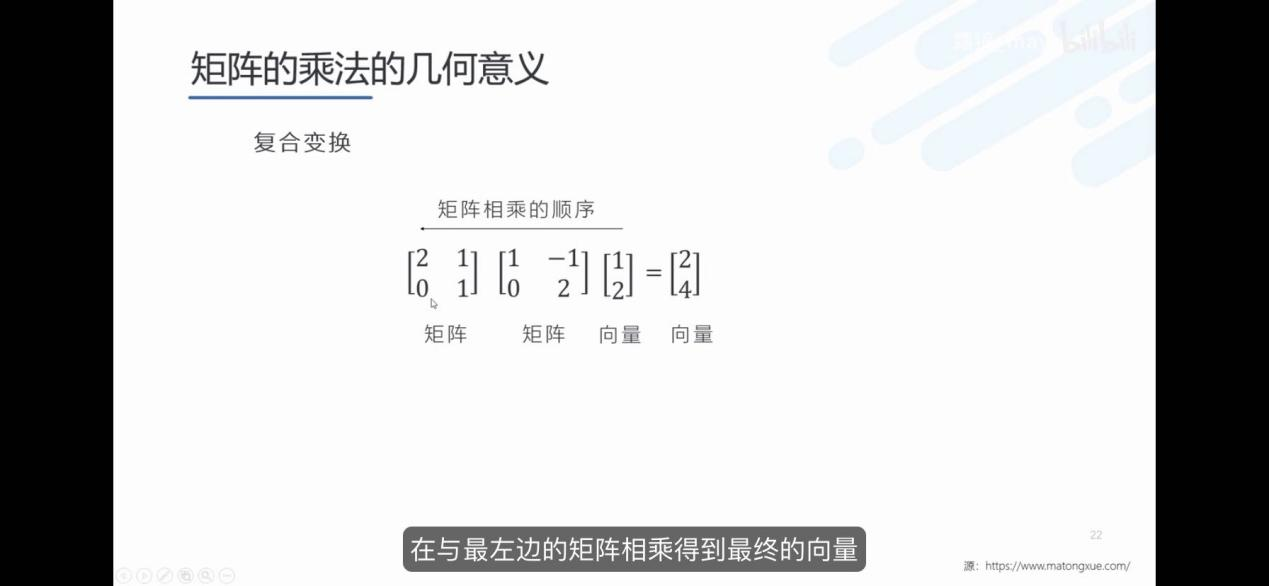 矩阵的乘法的几何意义
复合变换
矩阵相乘的顺序
[2 1] [1 −1] [1] = [2]
[0 1] [0 2] [2] [4]
矩阵 矩阵 向量 向量
在与最左边的矩阵相乘得到最终的向量
22
源：https://www.matongxue.com/
bilibili